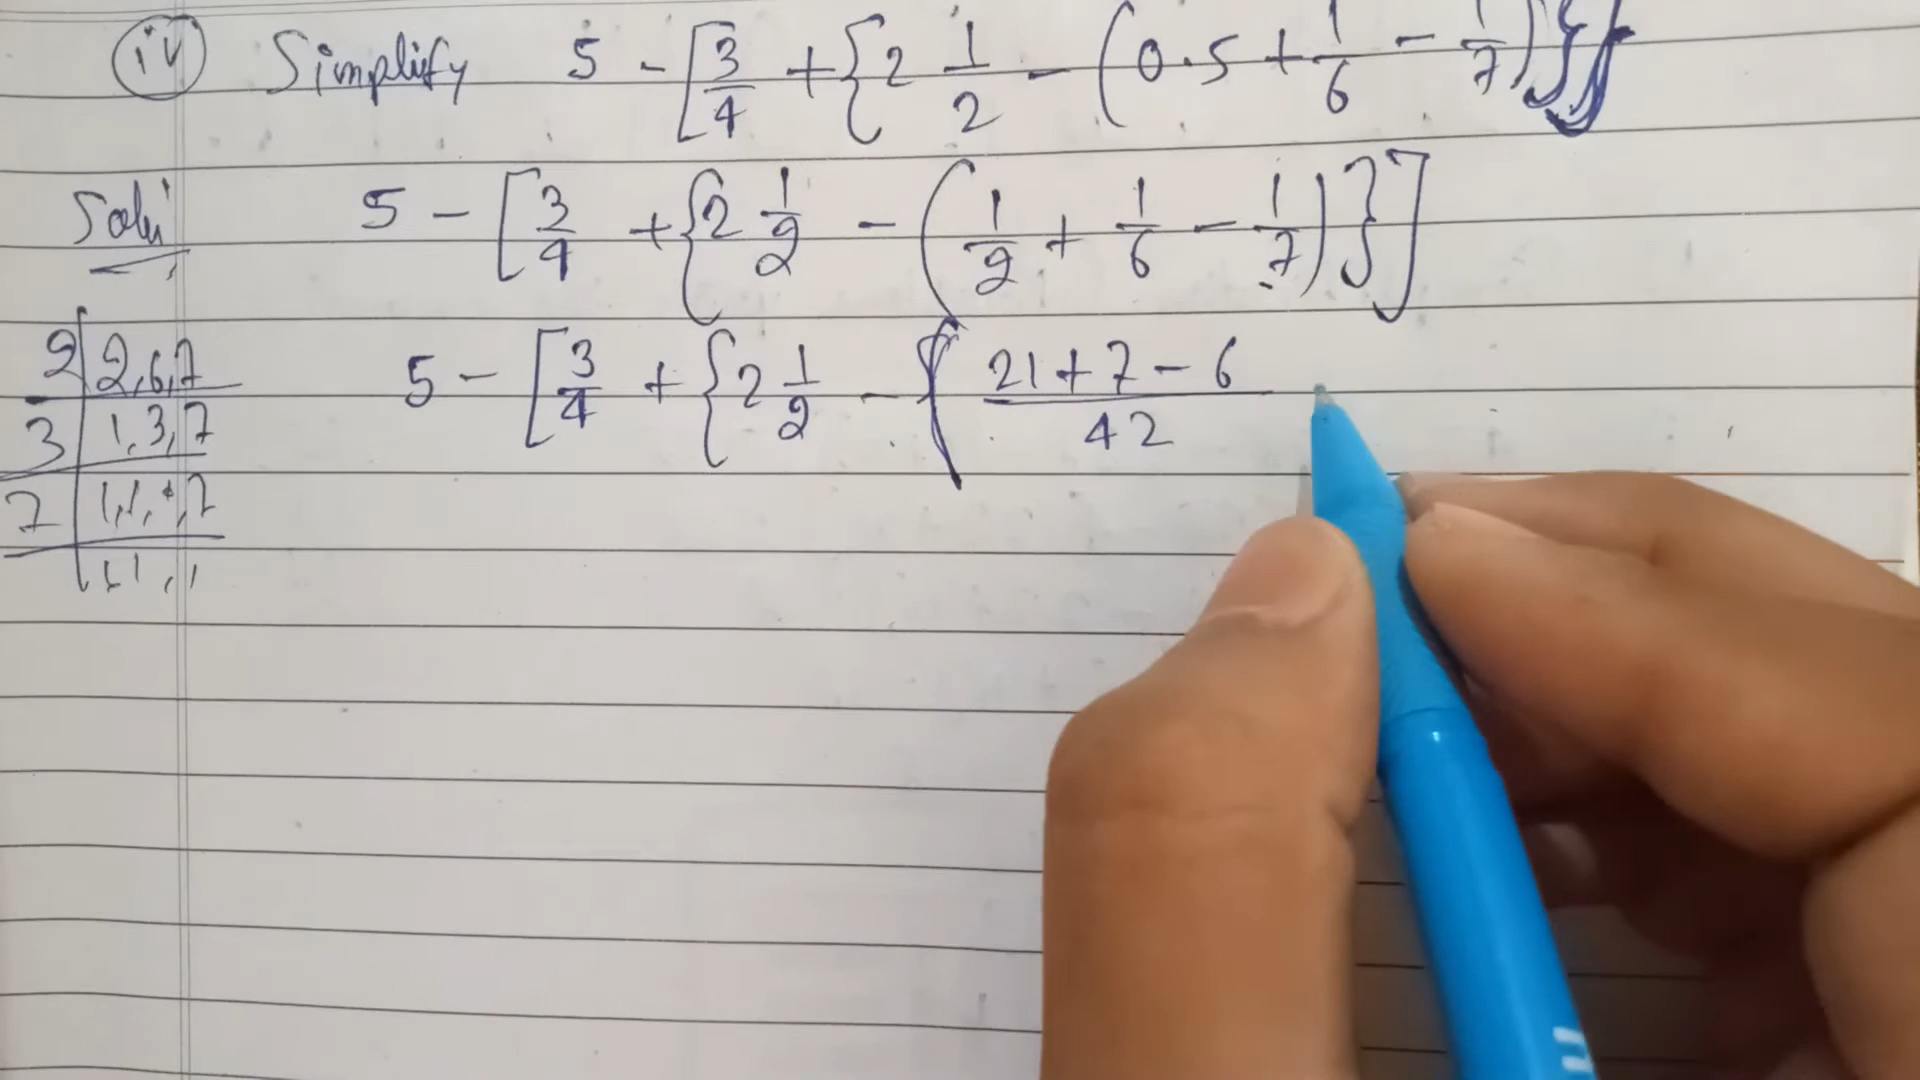 iv Simplify 5 - [3/4 + {2 1/2 - (0.5 + 1/6 - 1/7)}]
Soln 5 - [3/4 + {2 1/2 - (1/2 + 1/6 - 1/7)}]
5 - [3/4 + {2 1/2 - ( 21 + 7 - 6 / 42
2 | 2, 6, 7
3 | 1, 3, 7
7 | 1, 1, 7
1, 1, 1